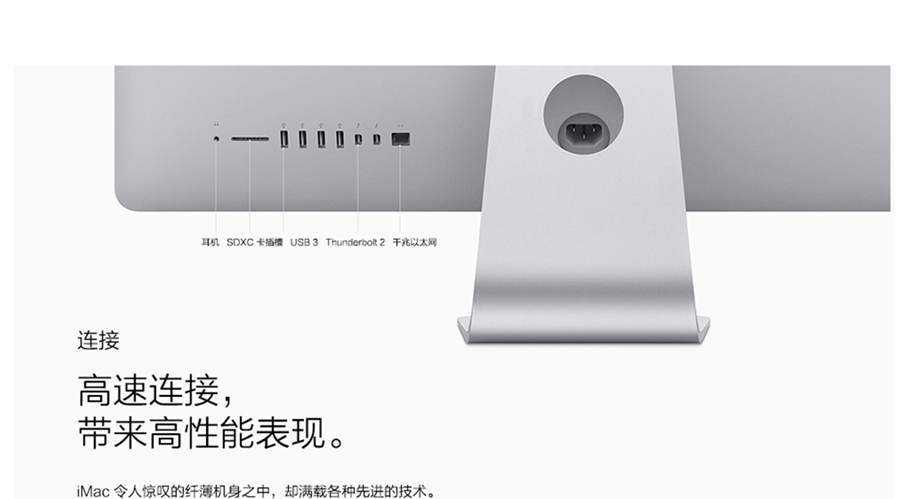 耳机 SDXC 卡插槽 USB 3 Thunderbolt 2 千兆以太网
连接
高速连接，
带来高性能表现。
iMac 令人惊叹的纤薄机身之中，却满载各种先进的技术。